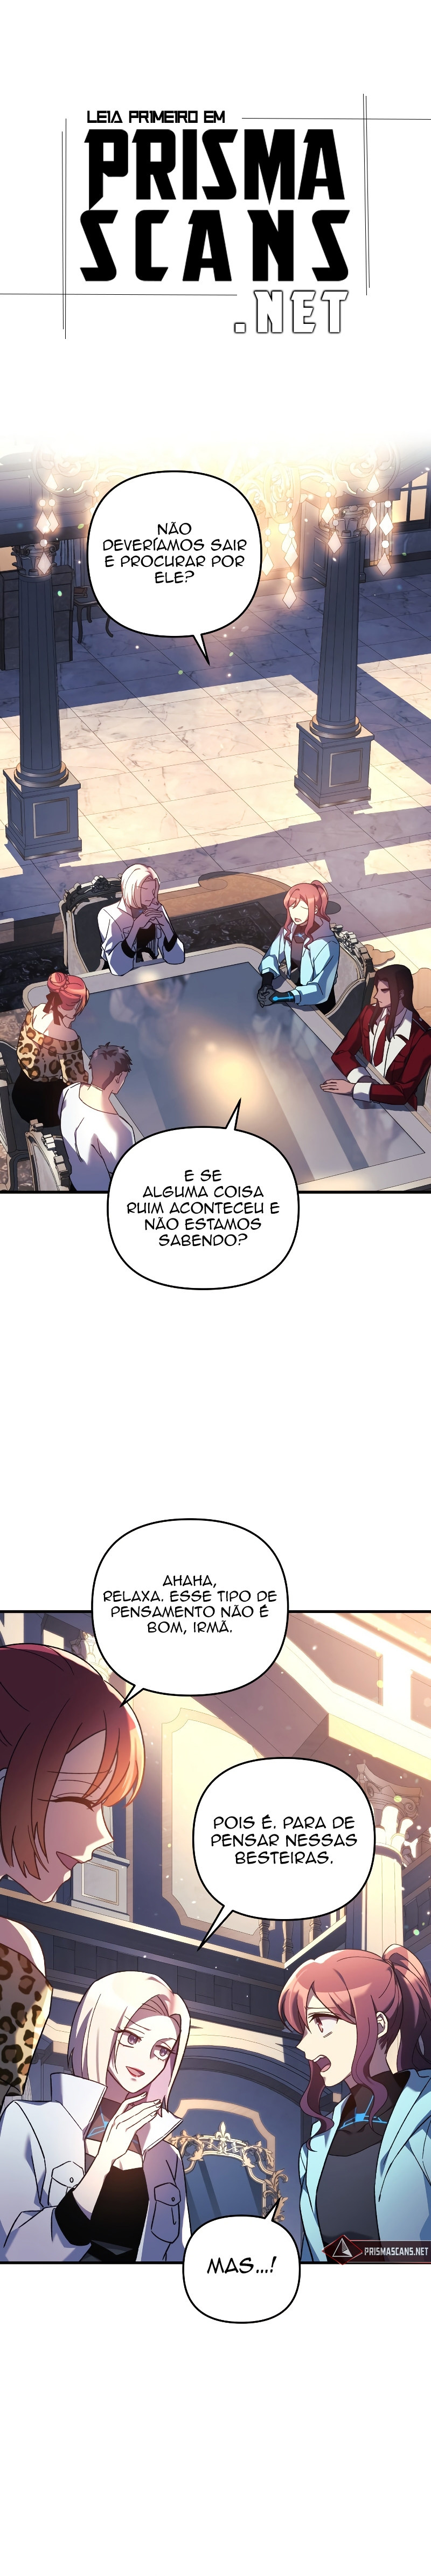 LEIA PRIMEIRO EM
PRISMA
SCANS
.NET
NÃO
DEVERÍAMOS SAIR
E PROCURAR POR
ELE?
E SE
ALGUMA COISA
RUIM ACONTECEU E
NÃO ESTAMOS
SABENDO?
AHAHA,
RELAXA. ESSE TIPO DE
PENSAMENTO NÃO É
BOM, IRMÃ.
POIS É. PARA DE
PENSAR NESSAS
BESTEIRAS.
MAS...!
PRISMASCANS.NET